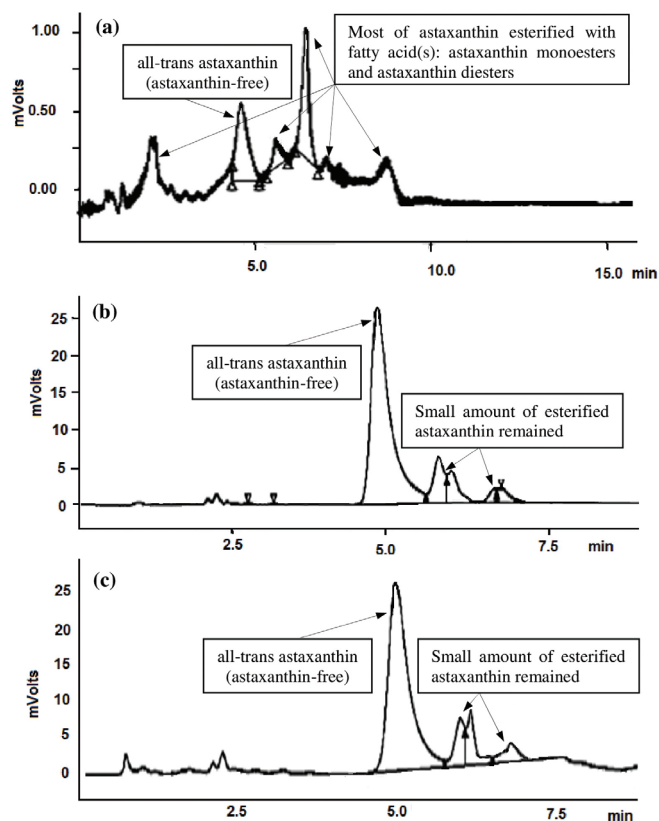 (a)
1.00
0.50
0.00
mVolts
all-trans astaxanthin
(astaxanthin-free)
Most of astaxanthin esterified with
fatty acid(s): astaxanthin monoesters
and astaxanthin diesters
5.0
10.0
15.0 min
(b)
25
20
15
10
5
0
mVolts
all-trans astaxanthin
(astaxanthin-free)
Small amount of esterified
astaxanthin remained
2.5
5.0
7.5
min
(c)
25
20
15
10
5
0
mVolts
all-trans astaxanthin
(astaxanthin-free)
Small amount of esterified
astaxanthin remained
2.5
5.0
7.5
min